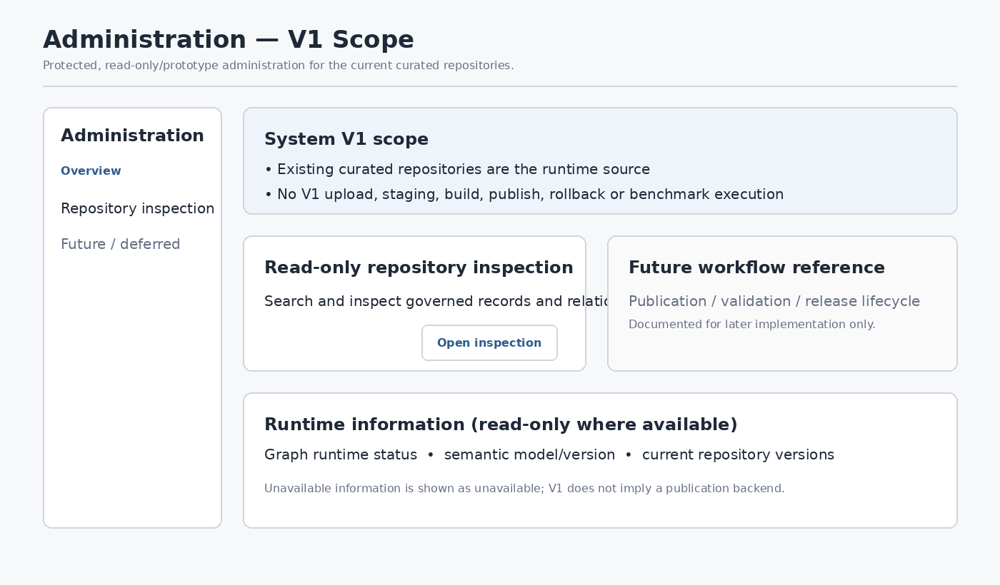 Administration — V1 Scope
Protected, read-only/prototype administration for the current curated repositories.
Administration
Overview
Repository inspection
Future / deferred
System V1 scope
• Existing curated repositories are the runtime source
• No V1 upload, staging, build, publish, rollback or benchmark execution
Read-only repository inspection
Search and inspect governed records and
Open inspection
Future workflow reference
Publication / validation / release lifecycle
Documented for later implementation only.
Runtime information (read-only where available)
Graph runtime status • semantic model/version • current repository versions
Unavailable information is shown as unavailable; V1 does not imply a publication backend.